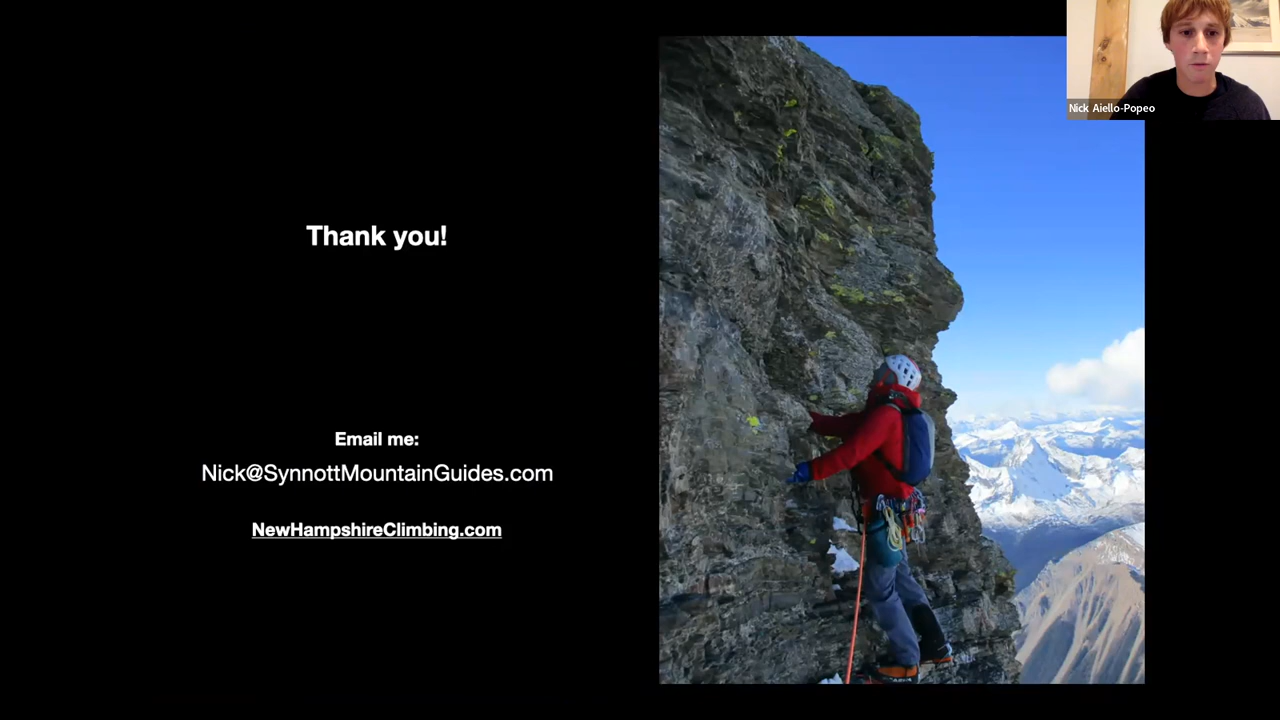 Nick Aiello-Popeo
Thank you!
Email me:
Nick@SynnottMountainGuides.com
NewHampshireClimbing.com